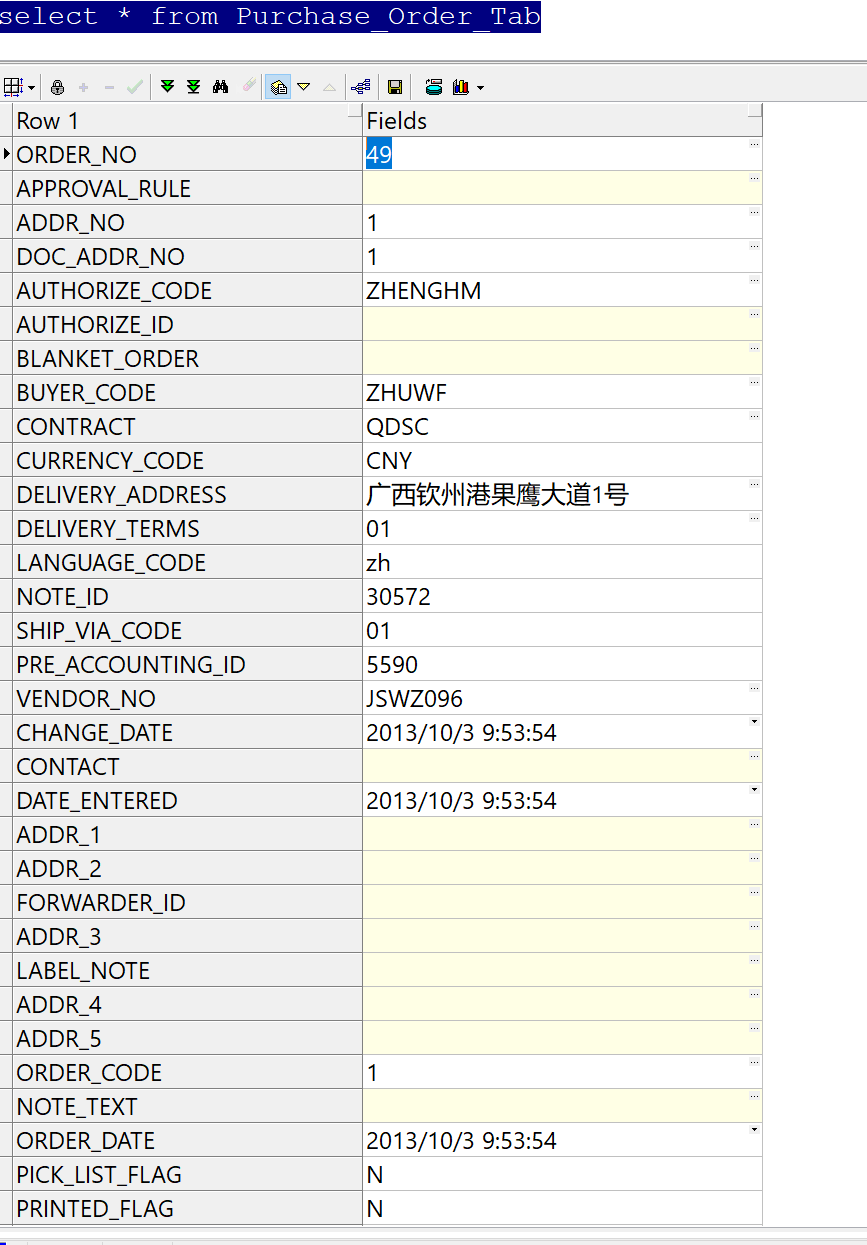 select * from Purchase_Order_Tab
Row 1 Fields
ORDER_NO 49
APPROVAL_RULE
ADDR_NO 1
DOC_ADDR_NO 1
AUTHORIZE_CODE ZHENGHM
AUTHORIZE_ID
BLANKET_ORDER
BUYER_CODE ZHUWF
CONTRACT QDSC
CURRENCY_CODE CNY
DELIVERY_ADDRESS 广西钦州港果鹰大道1号
DELIVERY_TERMS 01
LANGUAGE_CODE zh
NOTE_ID 30572
SHIP_VIA_CODE 01
PRE_ACCOUNTING_ID 5590
VENDOR_NO JSWZ096
CHANGE_DATE 2013/10/3 9:53:54
CONTACT
DATE_ENTERED 2013/10/3 9:53:54
ADDR_1
ADDR_2
FORWARDER_ID
ADDR_3
LABEL_NOTE
ADDR_4
ADDR_5
ORDER_CODE 1
NOTE_TEXT
ORDER_DATE 2013/10/3 9:53:54
PICK_LIST_FLAG N
PRINTED_FLAG N